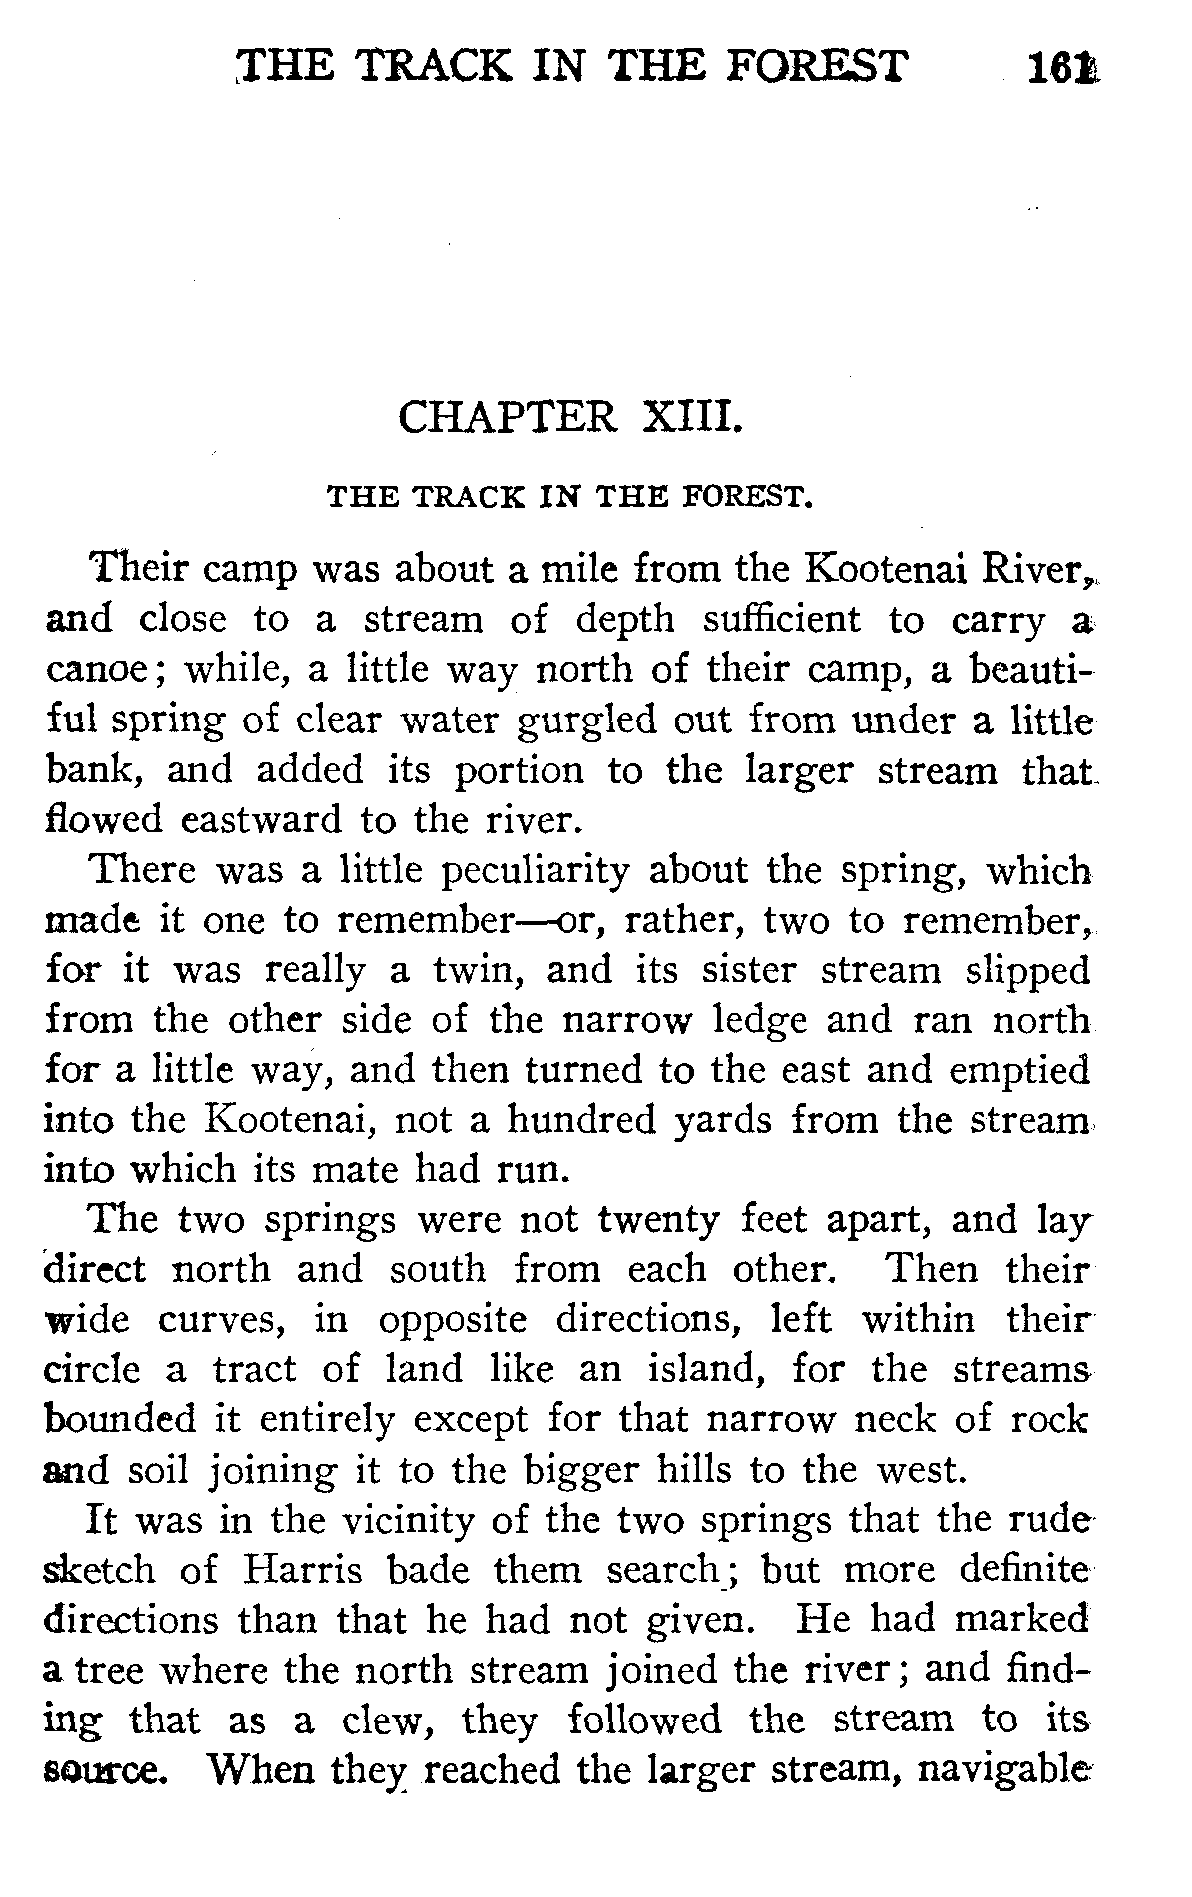 THE TRACK IN THE FOREST 161
CHAPTER XIII.
THE TRACK IN THE FOREST.
Their camp was about a mile from the Kootenai River,
and close to a stream of depth sufficient to carry a
canoe; while, a little way north of their camp, a beauti-
ful spring of clear water gurgled out from under a little
bank, and added its portion to the larger stream that
flowed eastward to the river.
There was a little peculiarity about the spring, which
made it one to remember—or, rather, two to remember,
for it was really a twin, and its sister stream slipped
from the other side of the narrow ledge and ran north
for a little way, and then turned to the east and emptied
into the Kootenai, not a hundred yards from the stream
into which its mate had run.
The two springs were not twenty feet apart, and lay
direct north and south from each other. Then their
wide curves, in opposite directions, left within their
circle a tract of land like an island, for the streams
bounded it entirely except for that narrow neck of rock
and soil joining it to the bigger hills to the west.
It was in the vicinity of the two springs that the rude
sketch of Harris bade them search; but more definite
directions than that he had not given. He had marked
a tree where the north stream joined the river; and find-
ing that as a clew, they followed the stream to its
source. When they reached the larger stream, navigable